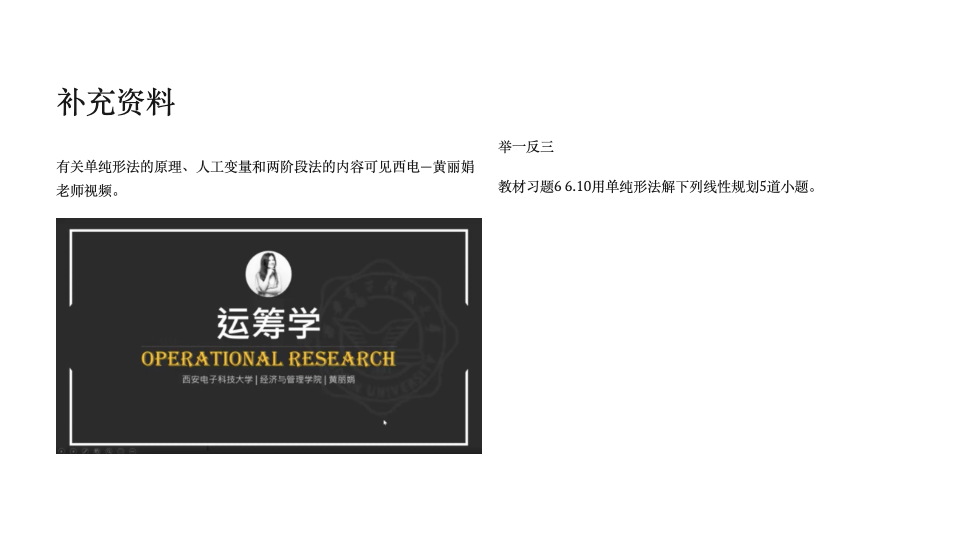 补充资料
有关单纯形法的原理、人工变量和两阶段法的内容可见西电—黄丽娟
老师视频。
运筹学
OPERATIONAL RESEARCH
西安电子科技大学 | 经济与管理学院 | 黄丽娟
举一反三
教材习题6 6.10用单纯形法解下列线性规划5道小题。